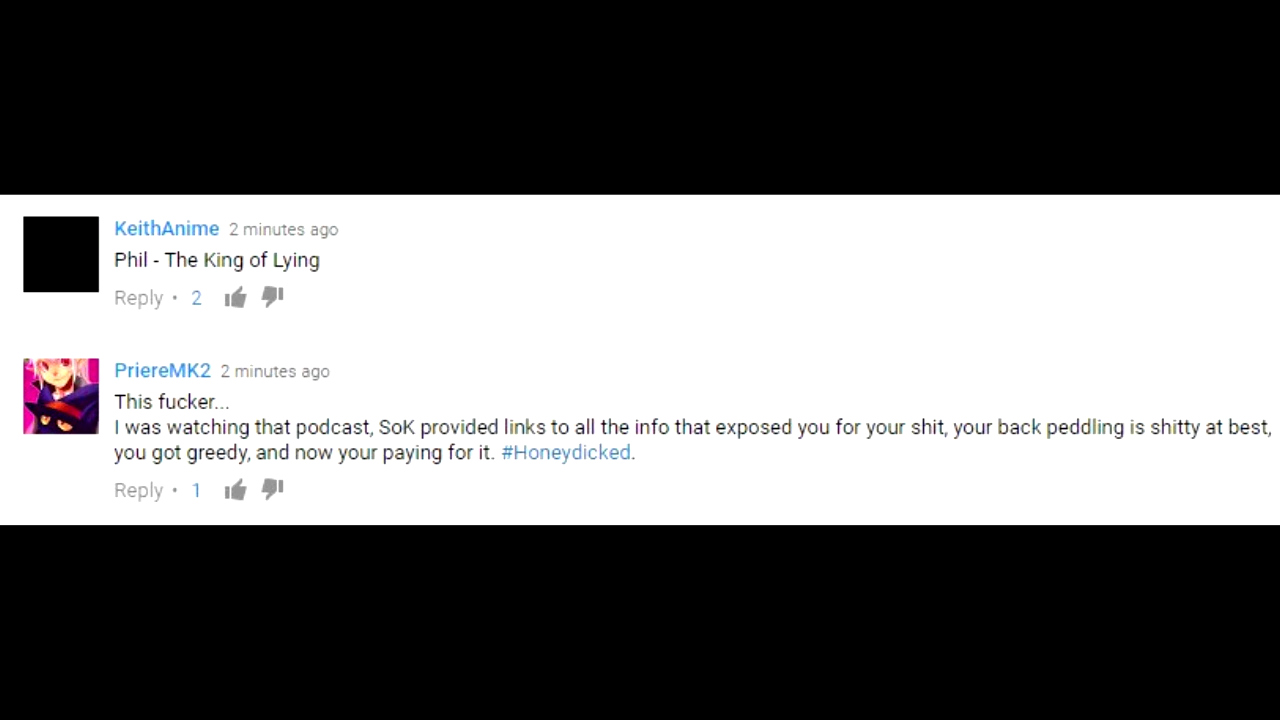 KeithAnime 2 minutes ago
Phil - The King of Lying
Reply • 2
PriereMK2 2 minutes ago
This fucker...
I was watching that podcast, SoK provided links to all the info that exposed you for your shit, your back peddling is shitty at best,
you got greedy, and now your paying for it. #Honeydicked.
Reply • 1